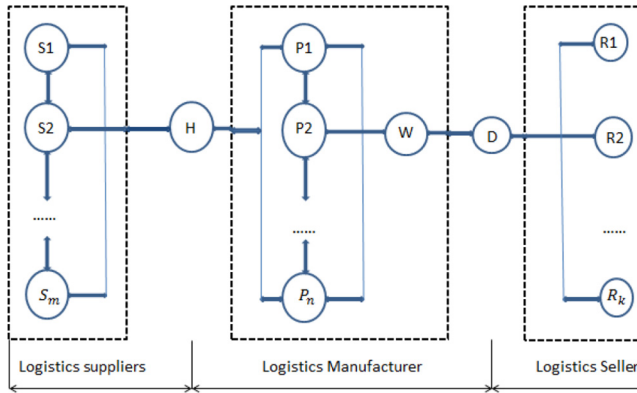 S1
P1
R1
S2
H
P2
W
D
R2
......
......
......
Sₘ
Pₙ
Rₖ
Logistics suppliers
Logistics Manufacturer
Logistics Seller